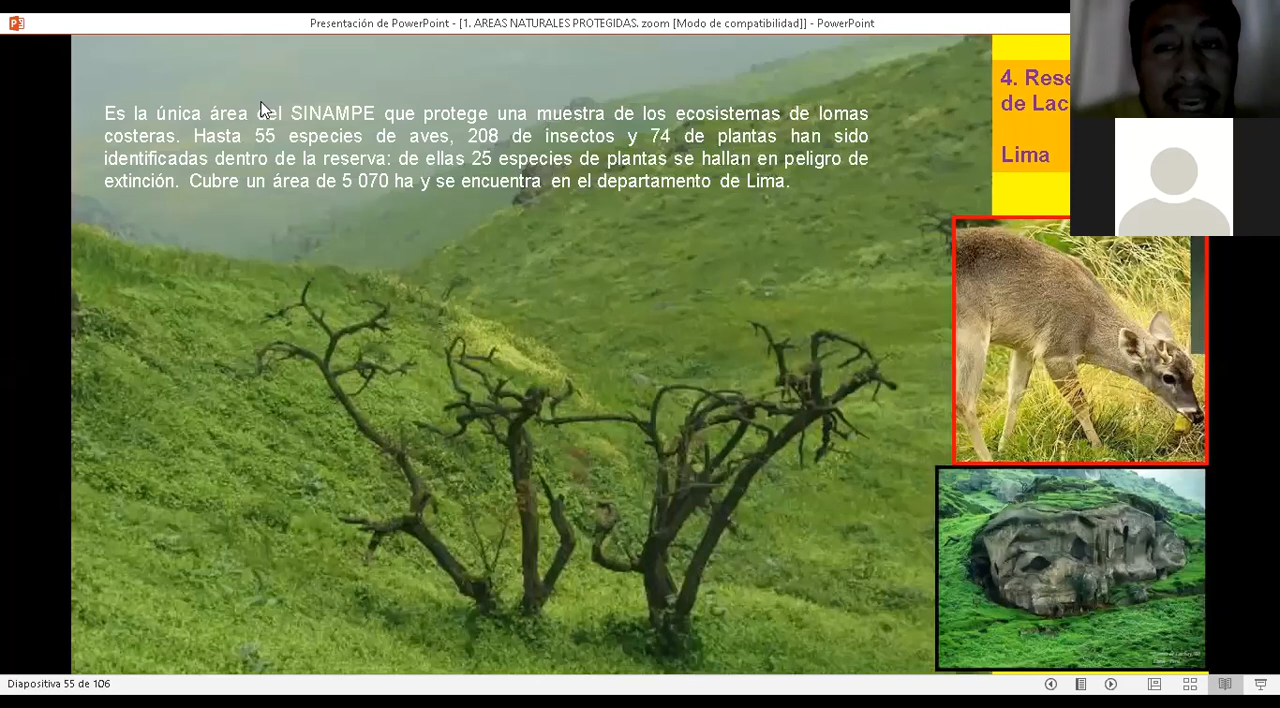 Presentación de PowerPoint - [1. AREAS NATURALES PROTEGIDAS. zoom [Modo de compatibilidad]] - PowerPoint
Es la única área del SINAMPE que protege una muestra de los ecosistemas de lomas
costeras. Hasta 55 especies de aves, 208 de insectos y 74 de plantas han sido
identificadas dentro de la reserva: de ellas 25 especies de plantas se hallan en peligro de
extinción. Cubre un área de 5 070 ha y se encuentra en el departamento de Lima.
4. Rese
de Lac
Lima
Diapositiva 55 de 106